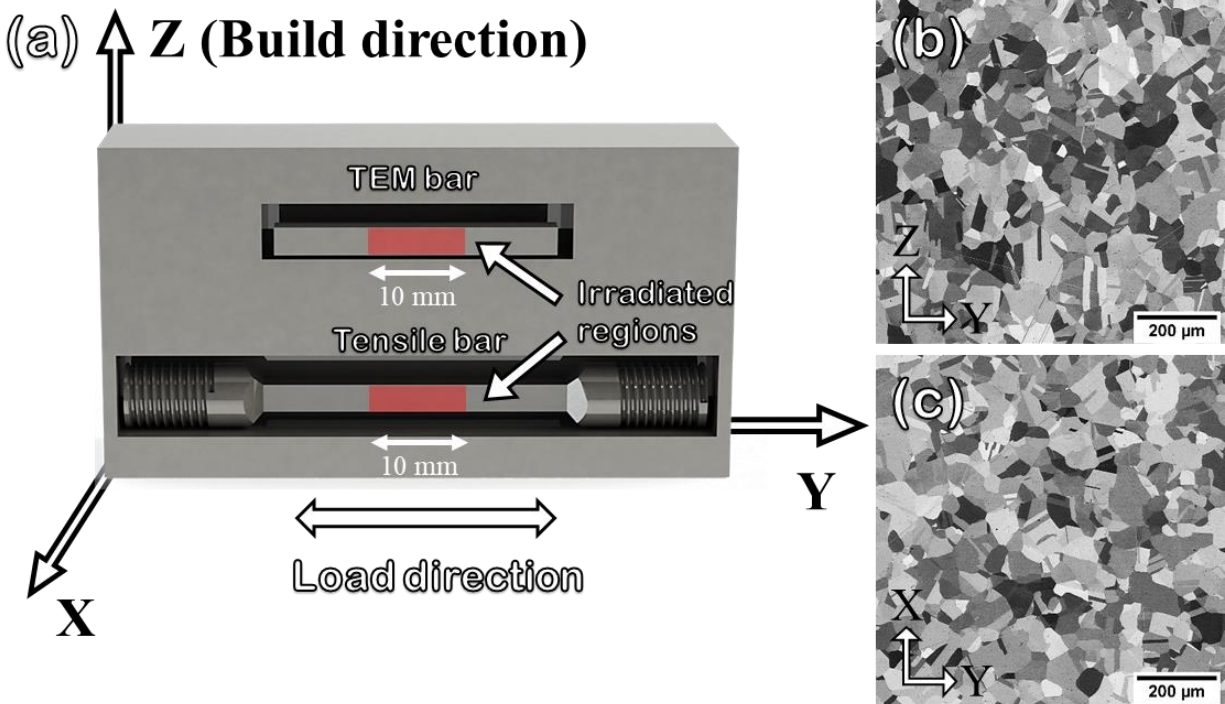 (a)
Z (Build direction)
TEM bar
10 mm
Irradiated
regions
Tensile bar
10 mm
Y
Load direction
X
(b)
Z
Y
200 µm
(c)
X
Y
200 µm